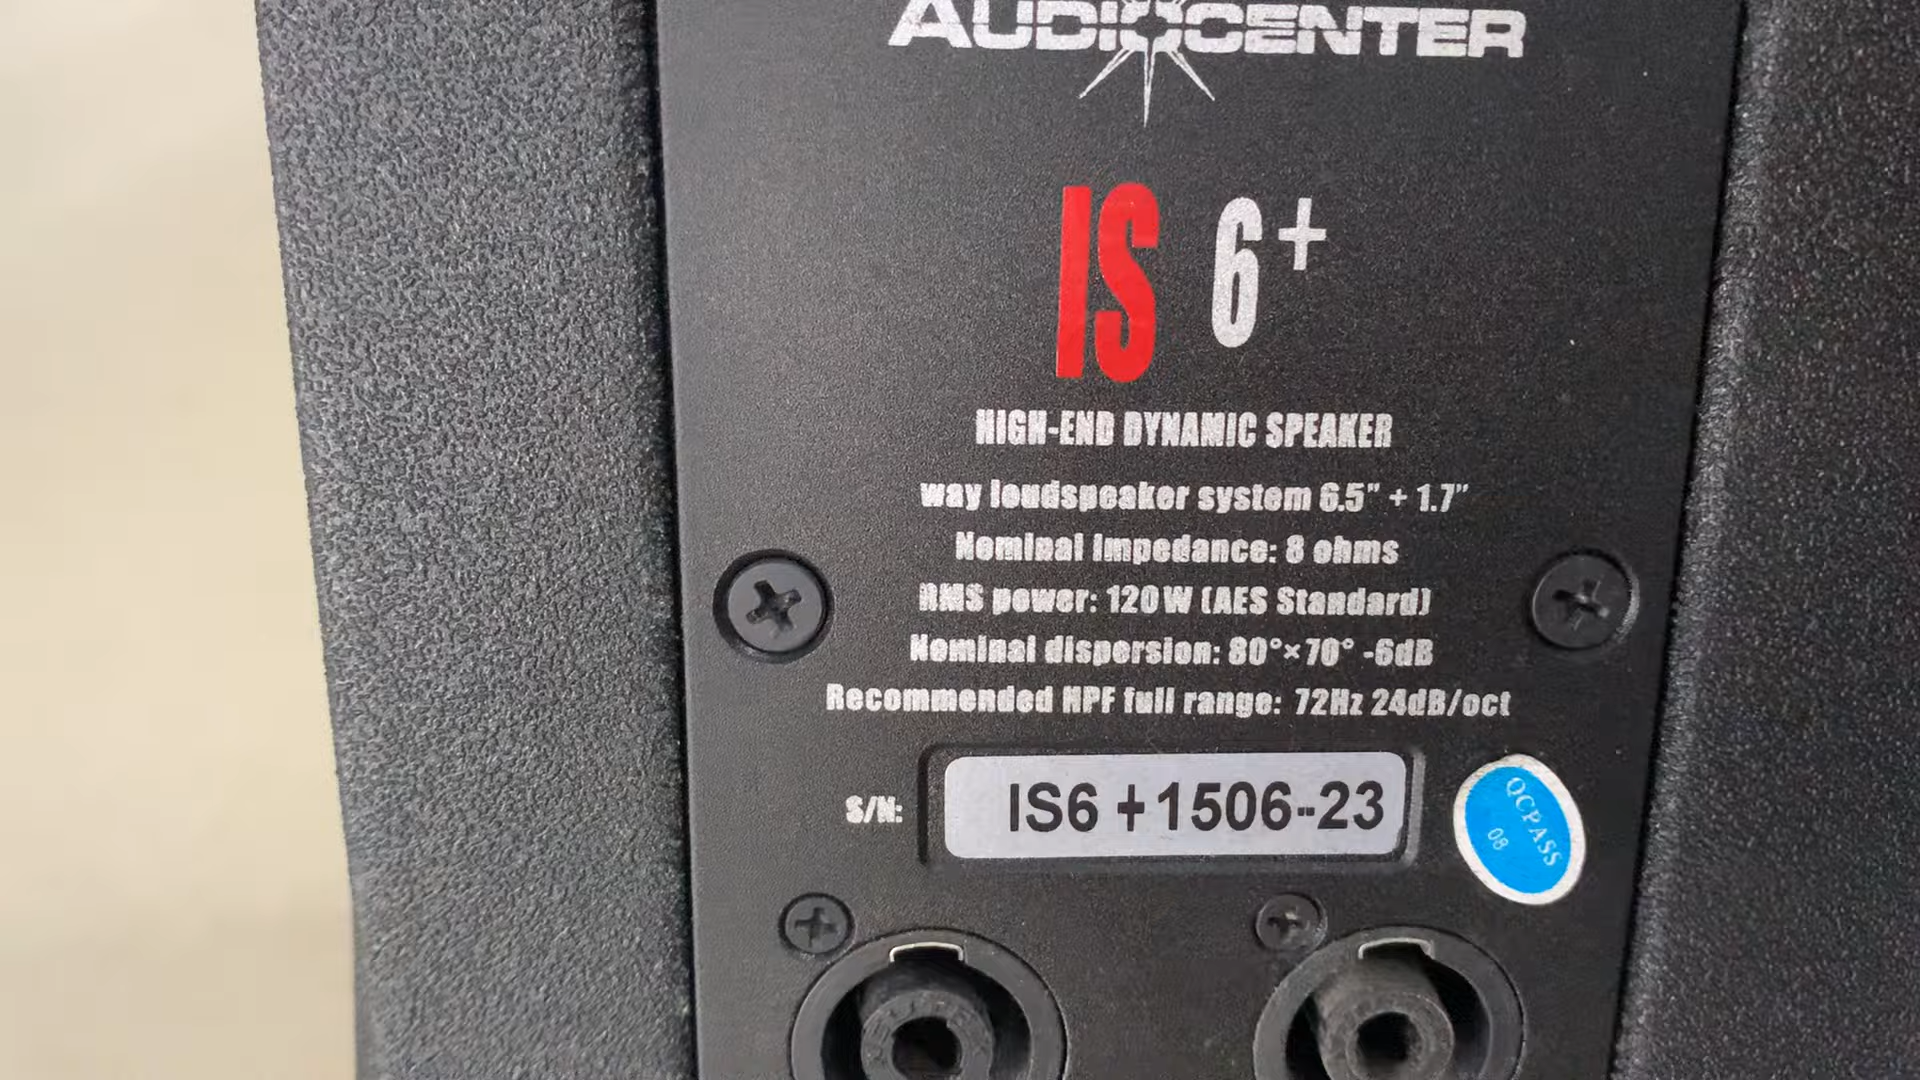 AUDIOCENTER
IS 6+
HIGH-END DYNAMIC SPEAKER
way loudspeaker system 6.5" + 1.7"
Nominal impedance: 8 ohms
RMS power: 120W (AES Standard)
Nominal dispersion: 80°×70° -6dB
Recommended HPF full range: 72Hz 24dB/oct
S/N: IS6+1506-23
QCPASS
08